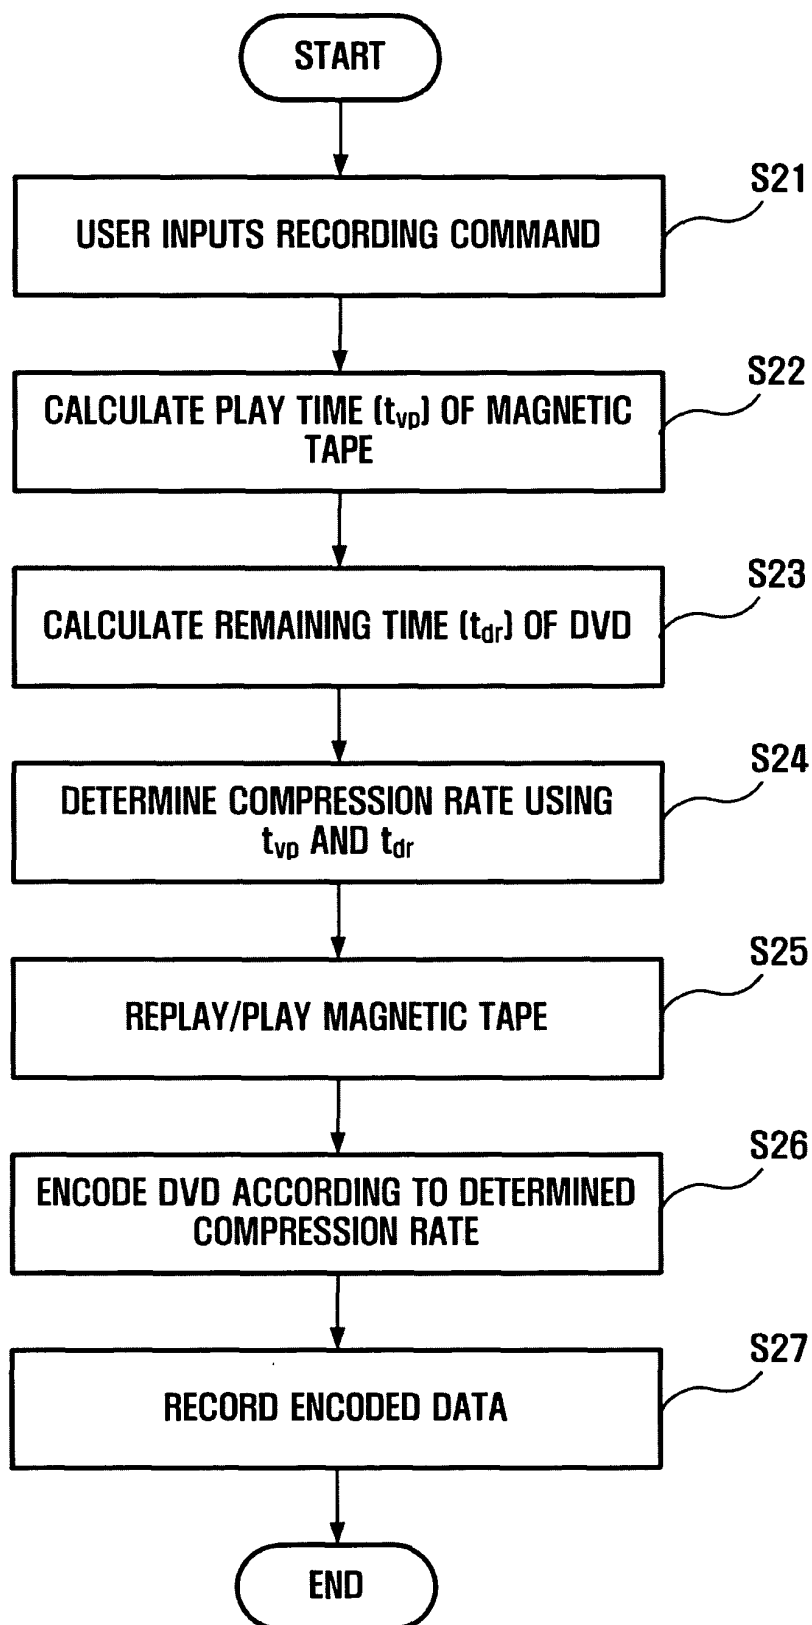 START
S21
USER INPUTS RECORDING COMMAND
S22
CALCULATE PLAY TIME (tvp) OF MAGNETIC
TAPE
S23
CALCULATE REMAINING TIME (tdr) OF DVD
S24
DETERMINE COMPRESSION RATE USING
tvp AND tdr
S25
REPLAY/PLAY MAGNETIC TAPE
S26
ENCODE DVD ACCORDING TO DETERMINED
COMPRESSION RATE
S27
RECORD ENCODED DATA
END